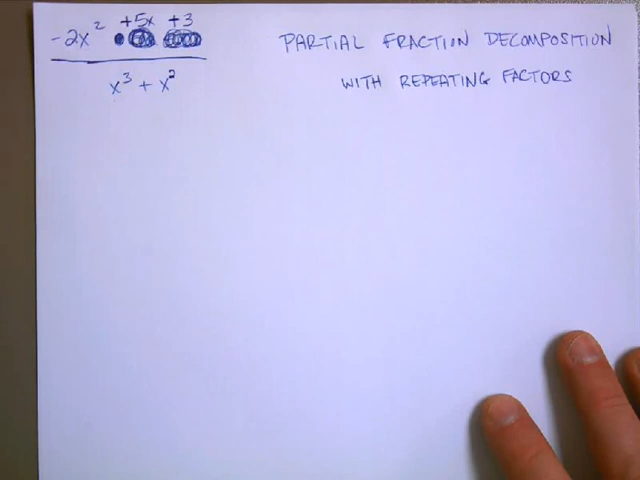 -2x² +5x +3
x³ + x²
PARTIAL FRACTION DECOMPOSITION
WITH REPEATING FACTORS